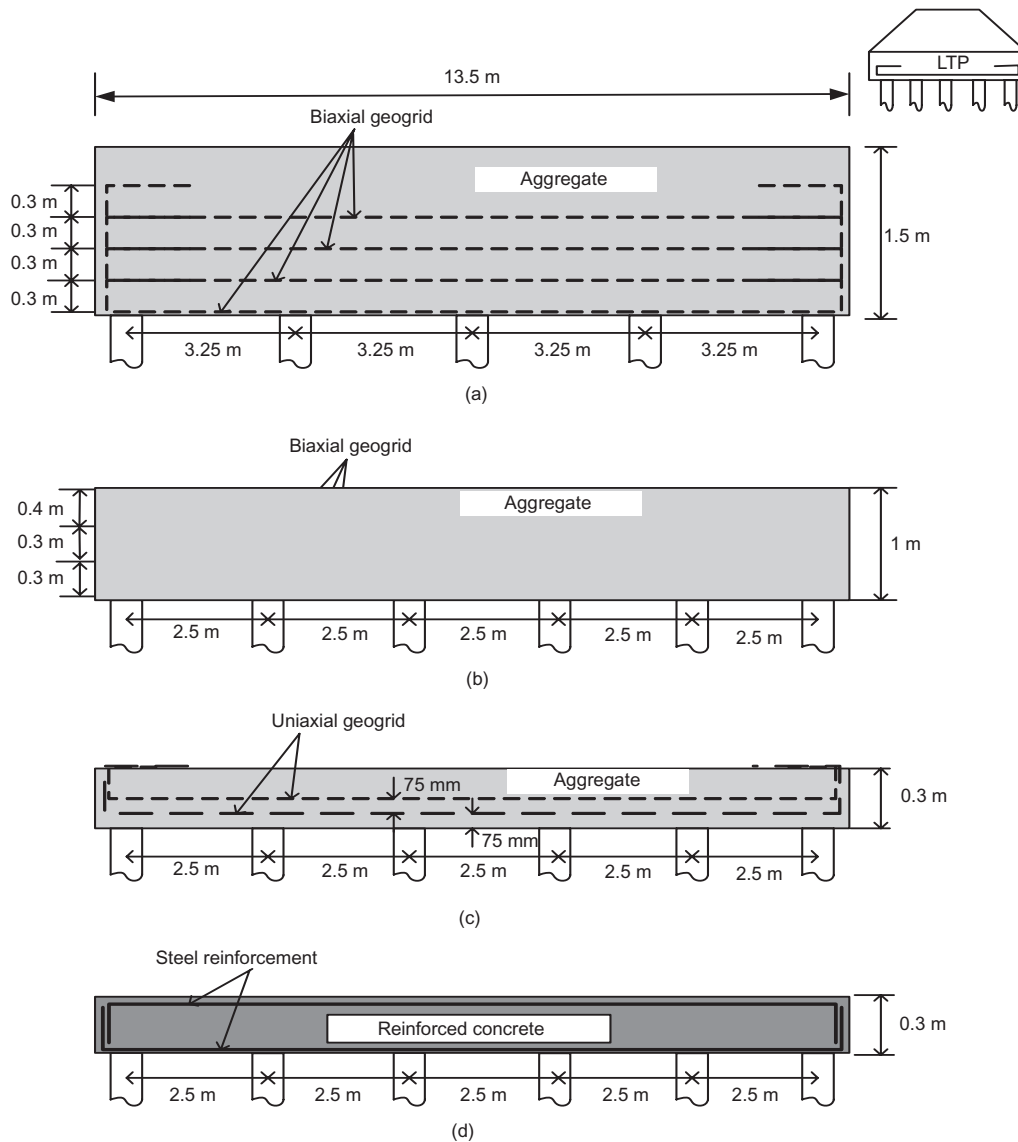 LTP
13.5 m
Biaxial geogrid
Aggregate
0.3 m
0.3 m
0.3 m
0.3 m
1.5 m
3.25 m 3.25 m 3.25 m 3.25 m
(a)
Biaxial geogrid
Aggregate
0.4 m
0.3 m
0.3 m
1 m
2.5 m 2.5 m 2.5 m 2.5 m 2.5 m
(b)
Uniaxial geogrid
Aggregate
75 mm
0.3 m
75 mm
2.5 m 2.5 m 2.5 m 2.5 m 2.5 m
(c)
Steel reinforcement
Reinforced concrete
0.3 m
2.5 m 2.5 m 2.5 m 2.5 m 2.5 m
(d)